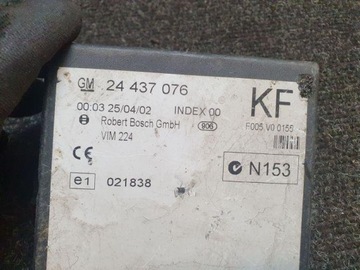 GM 24 437 076 KF
00:03 25/04/02 INDEX 00
Robert Bosch GmbH 906 F005 V0 0155
VIM 224
CE N153
e1 021838